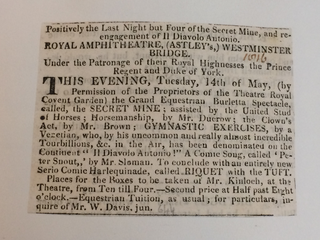 Positively the Last Night but Four of the Secret Mine, and re-
engagement of Il Diavolo Antonio.
ROYAL AMPHITHEATRE, (ASTLEY's,) WESTMINSTER
BRIDGE. 1816
Under the Patronage of their Royal Highnesses the Prince
Regent and Duke of York.
THIS EVENING, Tuesday, 14th of May, (by
Permission of the Proprietors of the Theatre Royal
Covent Garden) the Grand Equestrian Burletta Spectacle,
called, the SECRET MINE: assisted by the United Stud
of Horses; Horsemanship, by Mr. Ducrow; the Clown's
Act, by Mr. Brown; GYMNASTIC EXERCISES, by a
Venetian, who, by his uncommon and really almost incredible
Tourbillions, &c. in the Air, has been denominated on the
Continent "Il Diavolo Antonio!" A Comic Song, called 'Pe-
ter Snout,,' by Mr. Sloman. To conclude with an entirely new
Serio Comic Harlequinade, called RIQUET with the TUFT.
Places for the Boxes to be taken of Mr. Kinloch, at the
Theatre, from Ten till Four.—Second price at Half past Eight
o'clock.—Equestrian Tuition, as usual; for particulars, in-
quire of Mr. W. Davis, jun.